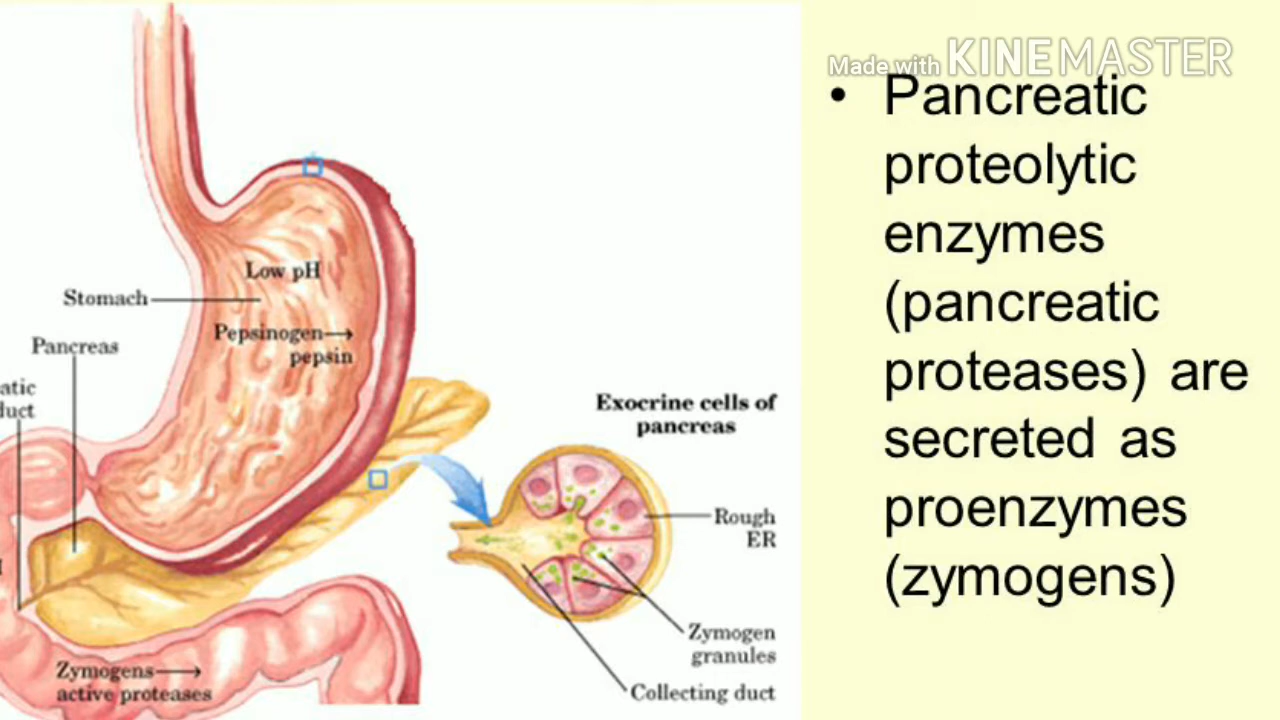 Made with KINEMASTER
• Pancreatic
proteolytic
enzymes
(pancreatic
proteases) are
secreted as
proenzymes
(zymogens)
Low pH
Stomach
Pepsinogen→
pepsin
Pancreas
atic
duct
Exocrine cells of
pancreas
Rough
ER
Zymogen
granules
Collecting duct
Zymogens→
active proteases